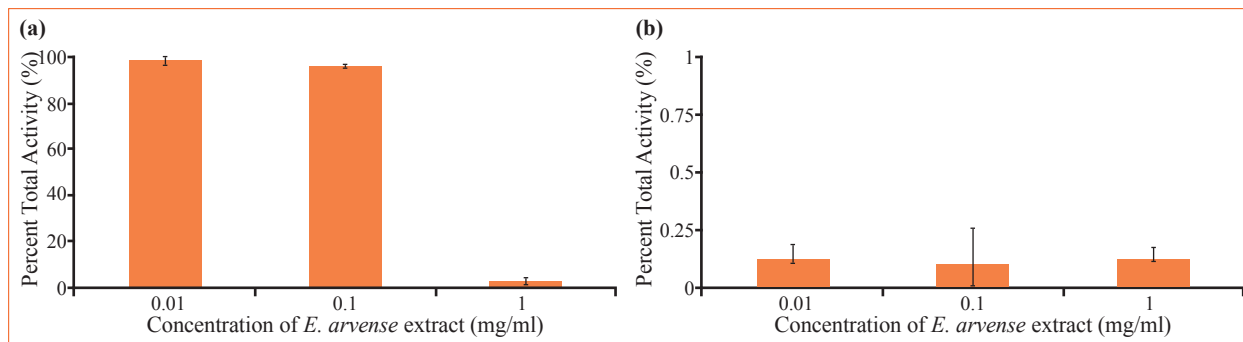 (a)
Percent Total Activity (%)
100
80
60
40
20
0
0.01
0.1
1
Concentration of E. arvense extract (mg/ml)
(b)
Percent Total Activity (%)
1
0.75
0.5
0.25
0
0.01
0.1
1
Concentration of E. arvense extract (mg/ml)